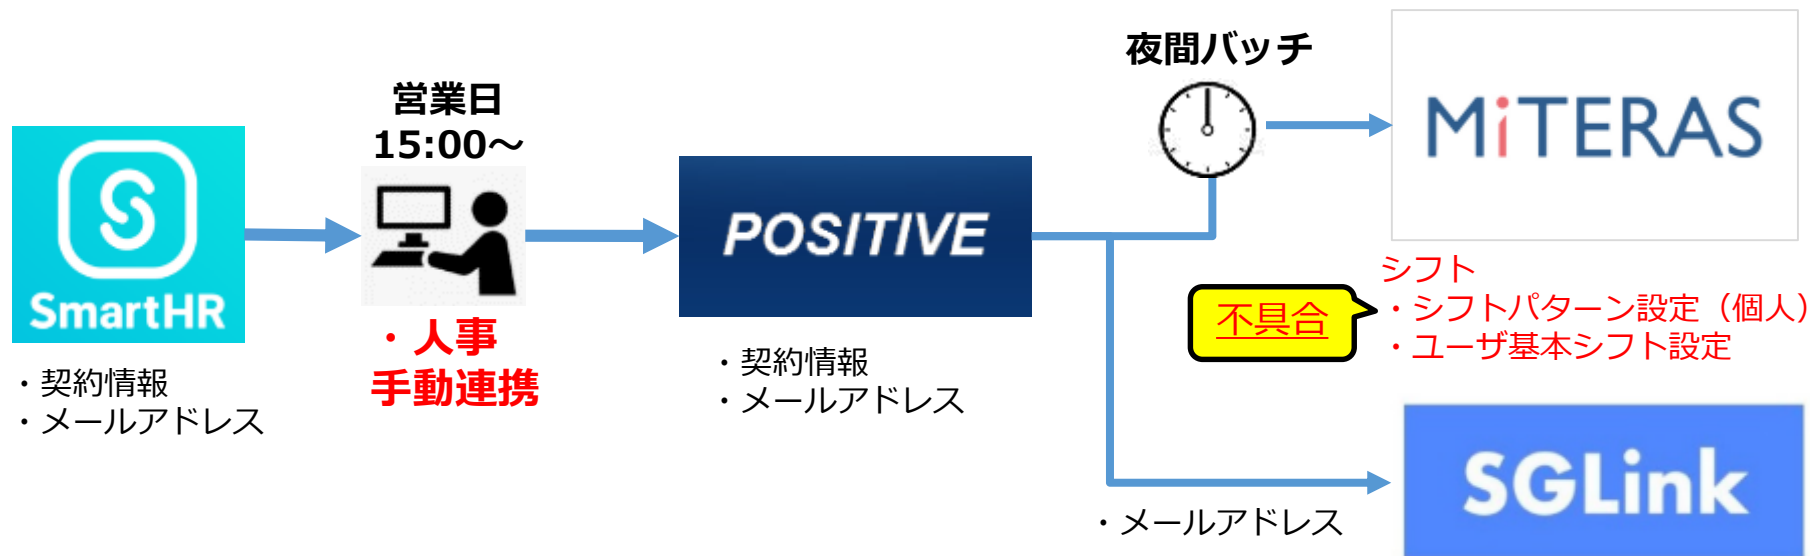 SmartHR
・契約情報
・メールアドレス
営業日
15:00～
・人事
手動連携
POSITIVE
・契約情報
・メールアドレス
夜間バッチ
MiTERAS
不具合
シフト
・シフトパターン設定（個人）
・ユーザ基本シフト設定
・メールアドレス
SGLink